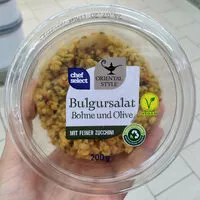 chef
select
ORIENTAL
STYLE
Bulgursalat
Bohne und Olive
MIT FEINER ZUCCHINI
200g